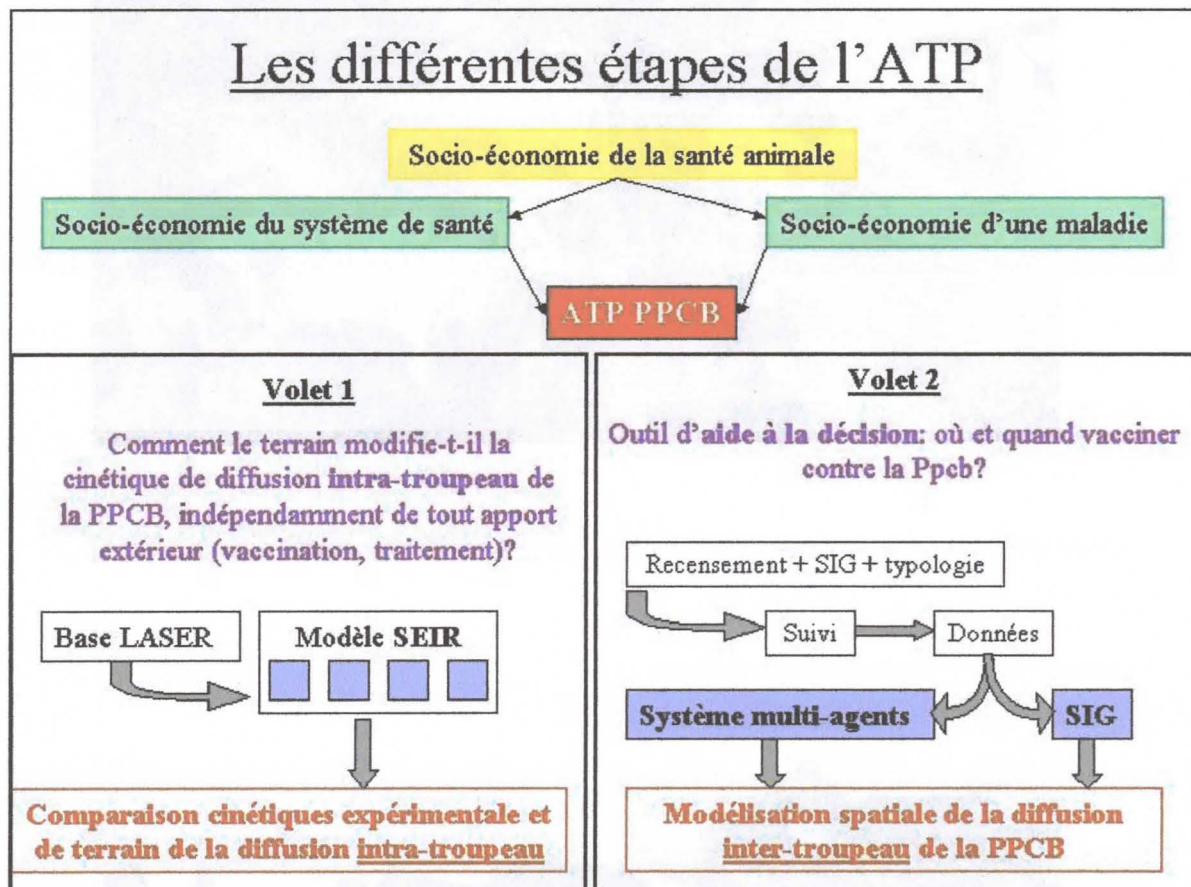 Les différentes étapes de l'ATP
Socio-économie de la santé animale
Socio-économie du système de santé
Socio-économie d'une maladie
ATP PPCB
Volet 1
Comment le terrain modifie-t-il la
cinétique de diffusion intra-troupeau de
la PPCB, indépendamment de tout apport
extérieur (vaccination, traitement)?
Base LASER
Modèle SEIR
Comparaison cinétiques expérimentale et
de terrain de la diffusion intra-troupeau
Volet 2
Outil d'aide à la décision: où et quand vacciner
contre la Ppcb?
Recensement + SIG + typologie
Suivi
Données
Système multi-agents
SIG
Modélisation spatiale de la diffusion
inter-troupeau de la PPCB